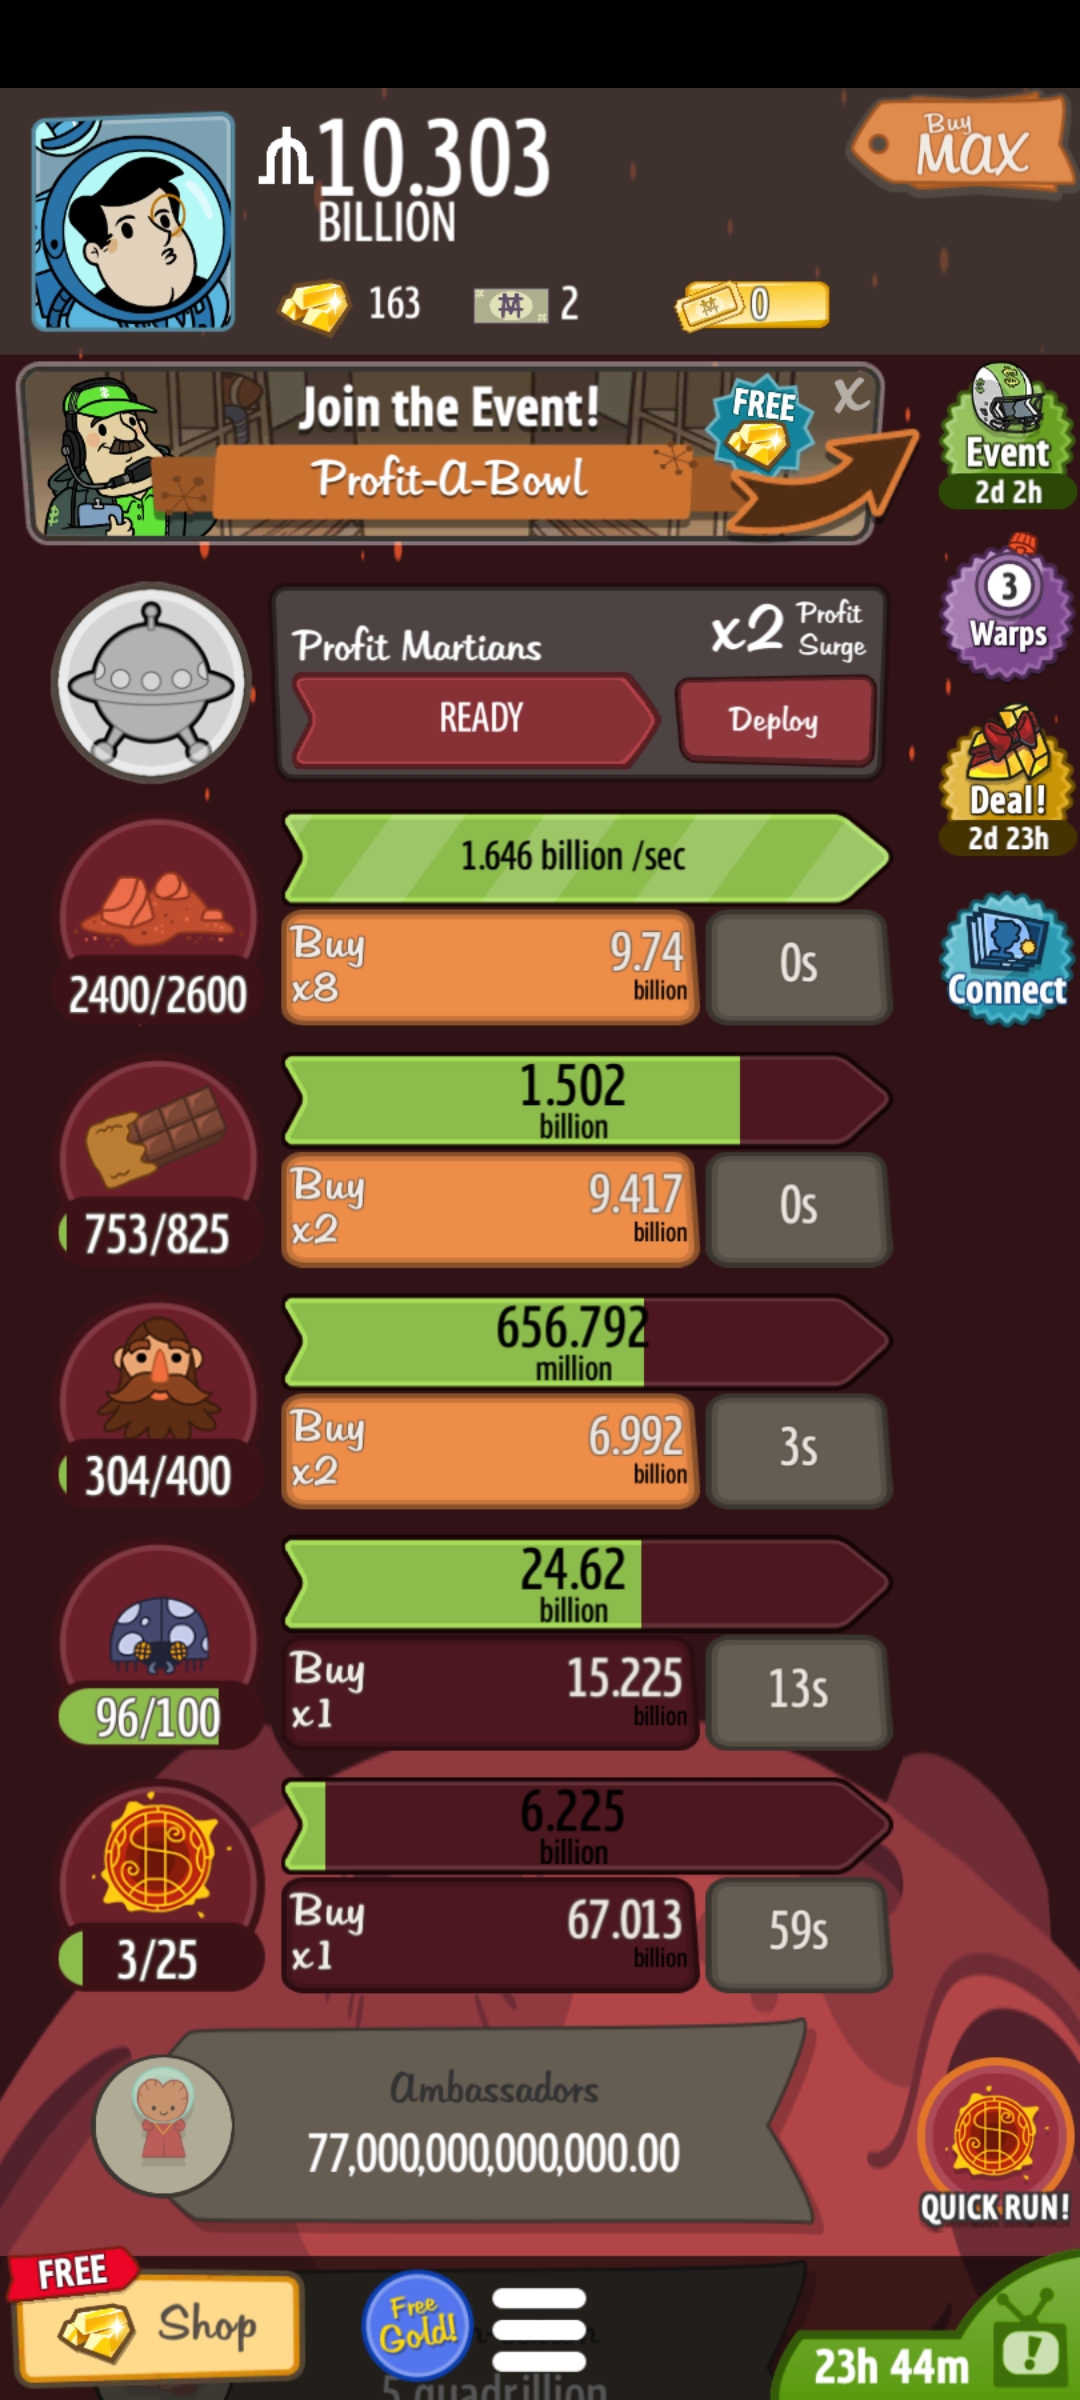 10.303
BILLION
Buy
MAX
163
2
0
Join the Event!
FREE
X
Profit-A-Bowl
Event
2d 2h
3
Warps
Profit Martians
x2 Profit Surge
READY
Deploy
Deal!
2d 23h
1.646 billion /sec
2400/2600
Buy
x8
9.74
billion
0s
Connect
1.502
billion
753/825
Buy
x2
9.417
billion
0s
656.792
million
304/400
Buy
x2
6.992
billion
3s
24.62
billion
96/100
Buy
x1
15.225
billion
13s
6.225
billion
3/25
Buy
x1
67.013
billion
59s
Ambassadors
77,000,000,000,000.00
QUICK RUN!
FREE
Shop
Free
Gold!
5 quadrillion
23h 44m